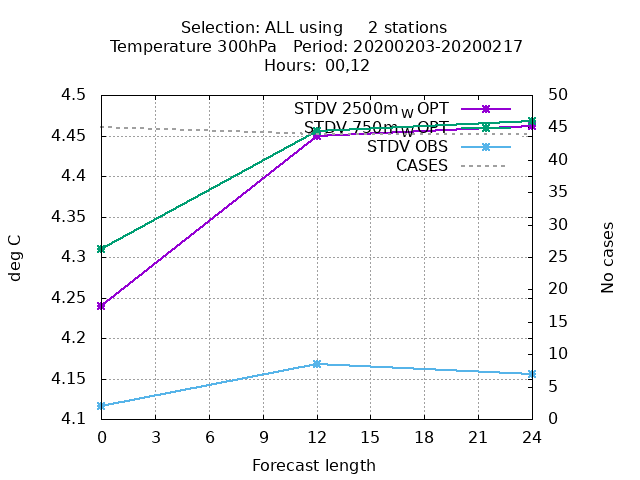 Selection: ALL using     2 stations
Temperature 300hPa   Period: 20200203-20200217
Hours: 00,12
STDV 2500m_W OPT
STDV 750m_W OPT
STDV OBS
CASES
4.5
4.45
4.4
4.35
4.3
4.25
4.2
4.15
4.1
50
45
40
35
30
25
20
15
10
5
0
deg C
No cases
0 3 6 9 12 15 18 21 24
Forecast length